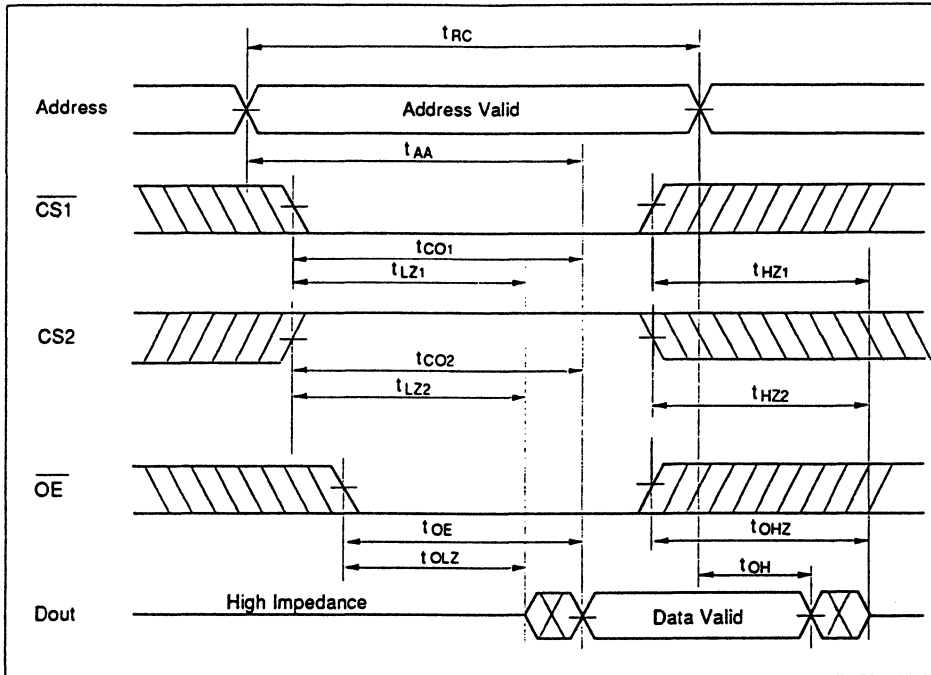 tRC
Address
Address Valid
tAA
CS1
tCO1
tLZ1
tHZ1
CS2
tCO2
tLZ2
tHZ2
OE
tOE
tOHZ
tOLZ
tOH
High Impedance
Dout
Data Valid